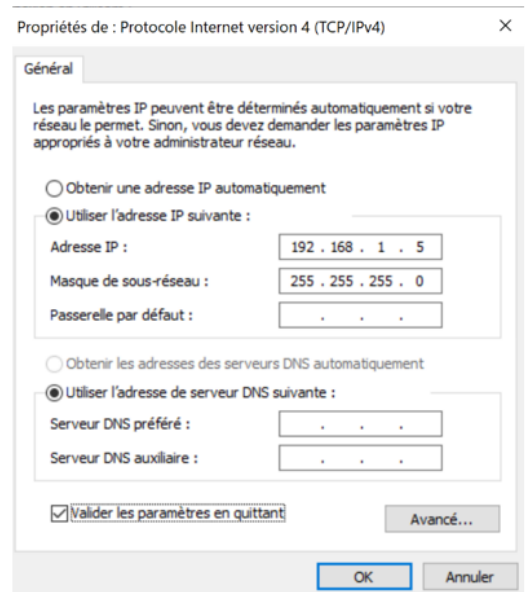 Propriétés de : Protocole Internet version 4 (TCP/IPv4)
Général
Les paramètres IP peuvent être déterminés automatiquement si votre
réseau le permet. Sinon, vous devez demander les paramètres IP
appropriés à votre administrateur réseau.
Obtenir une adresse IP automatiquement
Utiliser l'adresse IP suivante :
Adresse IP : 192 . 168 . 1 . 5
Masque de sous-réseau : 255 . 255 . 255 . 0
Passerelle par défaut : . . .
Obtenir les adresses des serveurs DNS automatiquement
Utiliser l'adresse de serveur DNS suivante :
Serveur DNS préféré : . . .
Serveur DNS auxiliaire : . . .
Valider les paramètres en quittant
Avancé...
OK Annuler